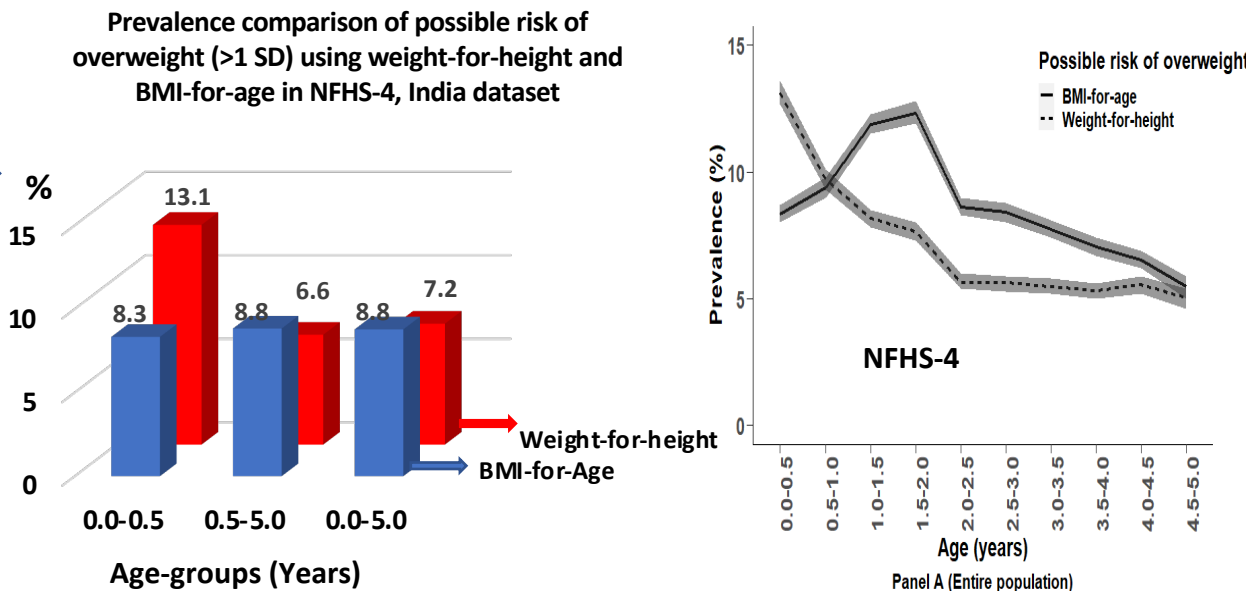 Prevalence comparison of possible risk of
overweight (>1 SD) using weight-for-height and
BMI-for-age in NFHS-4, India dataset
%
15
10
5
0
13.1
8.3
8.8
6.6
8.8
7.2
Weight-for-height
BMI-for-Age
0.0-0.5
0.5-5.0
0.0-5.0
Age-groups (Years)
Prevalence (%)
15
10
5
0
Possible risk of overweight
BMI-for-age
Weight-for-height
NFHS-4
0.0-0.5
0.5-1.0
1.0-1.5
1.5-2.0
2.0-2.5
2.5-3.0
3.0-3.5
3.5-4.0
4.0-4.5
4.5-5.0
Age (years)
Panel A (Entire population)